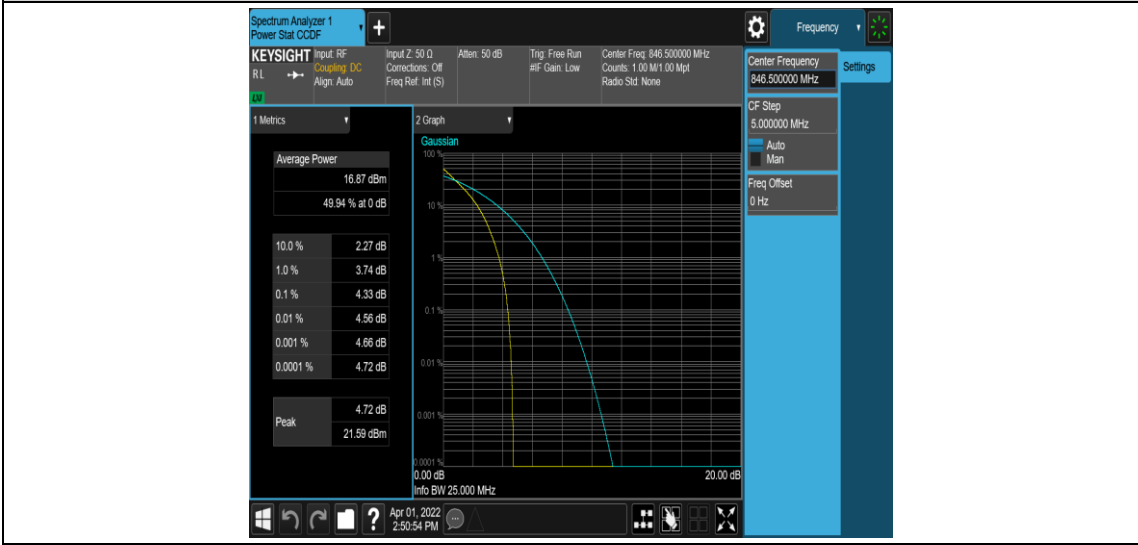 Spectrum Analyzer 1
Power Stat CCDF
+
Frequency
KEYSIGHT
RL
LXI
Input: RF
Coupling: DC
Align: Auto
Input Z: 50 Ω
Corrections: Off
Freq Ref: Int (S)
Atten: 50 dB
Trig: Free Run
#IF Gain: Low
Center Freq: 846.500000 MHz
Counts: 1.00 M/1.00 Mpt
Radio Std: None
Center Frequency
846.500000 MHz
Settings
CF Step
5.000000 MHz
Auto
Man
Freq Offset
0 Hz
1 Metrics
Average Power
16.87 dBm
49.94 % at 0 dB
10.0 % 2.27 dB
1.0 % 3.74 dB
0.1 % 4.33 dB
0.01 % 4.56 dB
0.001 % 4.66 dB
0.0001 % 4.72 dB
Peak
4.72 dB
21.59 dBm
2 Graph
Gaussian
100 %
10 %
1 %
0.1 %
0.01 %
0.001 %
0.0001 %
0.00 dB 20.00 dB
Info BW 25.000 MHz
?
Apr 01, 2022
2:50:54 PM